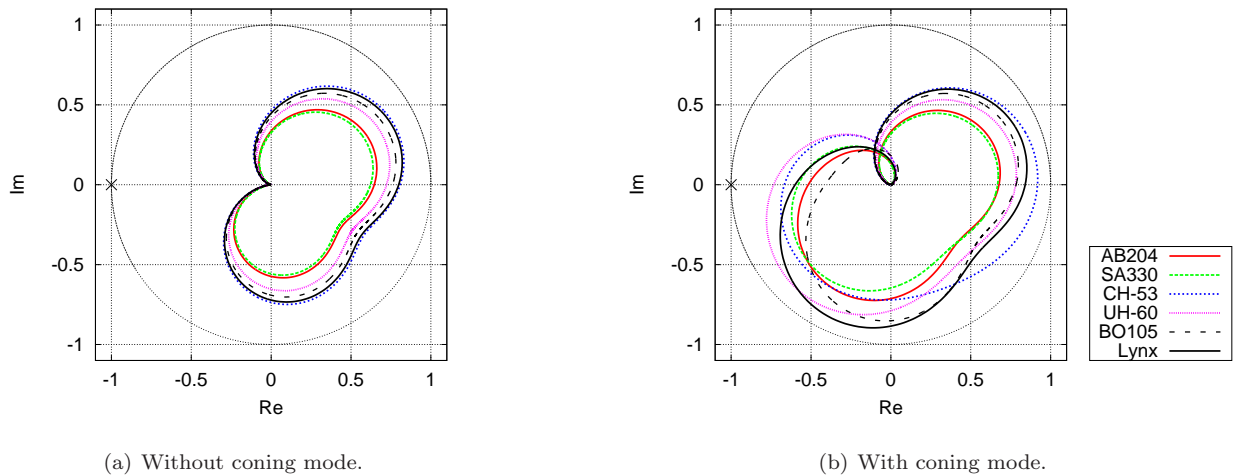 1
0.5
0
-0.5
-1
-1 -0.5 0 0.5 1
Im
Re
(a) Without coning mode.
1
0.5
0
-0.5
-1
-1 -0.5 0 0.5 1
Im
Re
(b) With coning mode.
AB204
SA330
CH-53
UH-60
BO105
Lynx